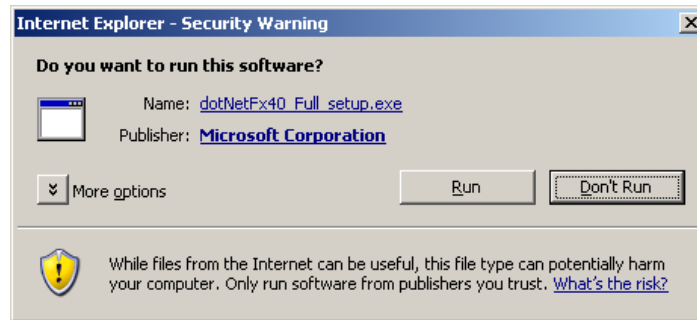 Internet Explorer - Security Warning
Do you want to run this software?
Name: dotNetFx40_Full_setup.exe
Publisher: Microsoft Corporation
More options
Run
Don't Run
While files from the Internet can be useful, this file type can potentially harm
your computer. Only run software from publishers you trust. What's the risk?